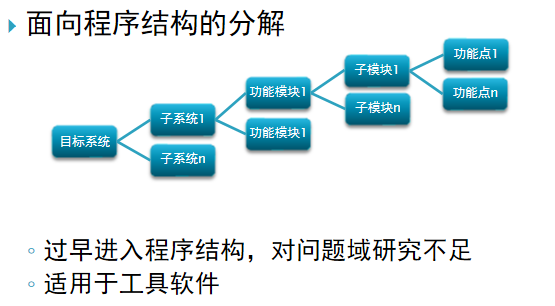 面向程序结构的分解
功能点1
子模块1
功能模块1
功能点n
子系统1
子模块n
目标系统
功能模块1
子系统n
过早进入程序结构，对问题域研究不足
适用于工具软件